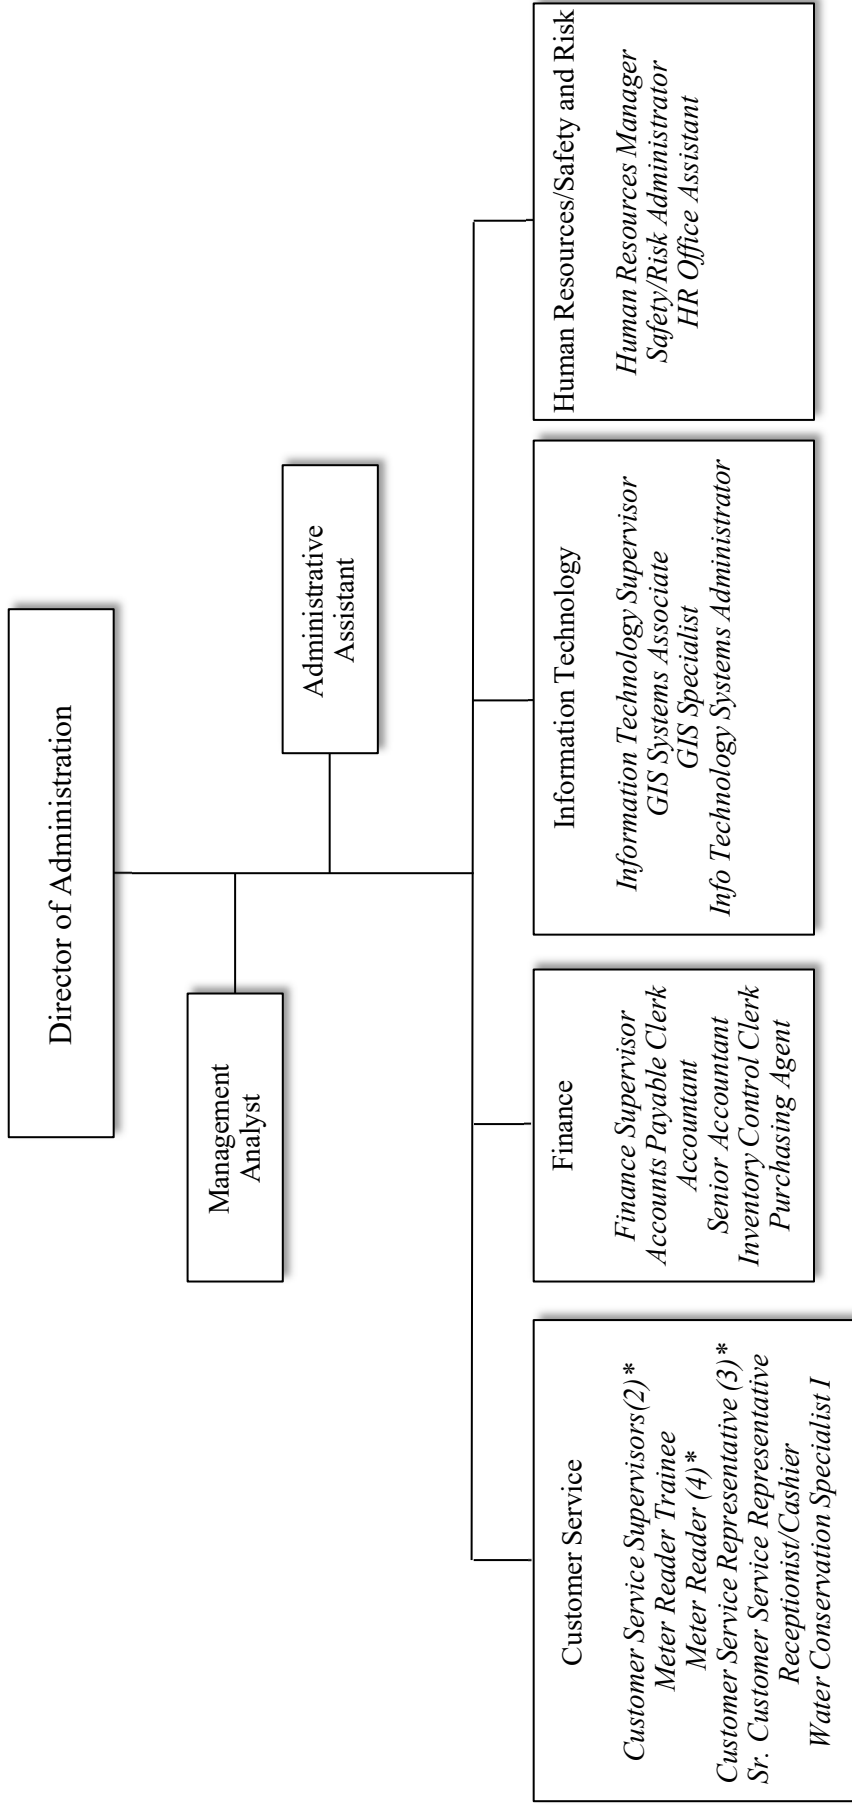 Director of Administration
Management
Analyst
Administrative
Assistant
Customer Service
Customer Service Supervisors(2)*
Meter Reader Trainee
Meter Reader (4)*
Customer Service Representative (3)*
Sr. Customer Service Representative
Receptionist/Cashier
Water Conservation Specialist I
Finance
Finance Supervisor
Accounts Payable Clerk
Accountant
Senior Accountant
Inventory Control Clerk
Purchasing Agent
Information Technology
Information Technology Supervisor
GIS Systems Associate
GIS Specialist
Info Technology Systems Administrator
Human Resources/Safety and Risk
Human Resources Manager
Safety/Risk Administrator
HR Office Assistant